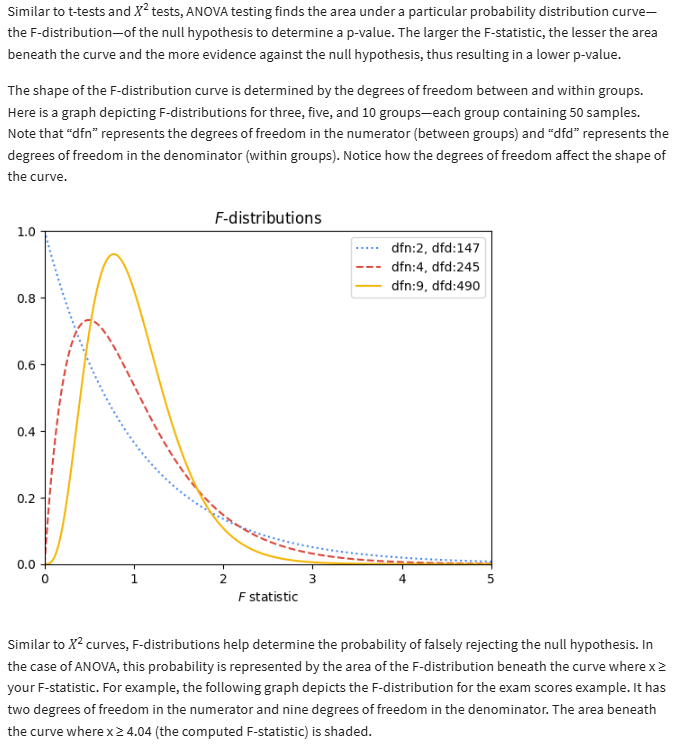 Similar to t-tests and X² tests, ANOVA testing finds the area under a particular probability distribution curve—
the F-distribution—of the null hypothesis to determine a p-value. The larger the F-statistic, the lesser the area
beneath the curve and the more evidence against the null hypothesis, thus resulting in a lower p-value.
The shape of the F-distribution curve is determined by the degrees of freedom between and within groups.
Here is a graph depicting F-distributions for three, five, and 10 groups—each group containing 50 samples.
Note that “dfn” represents the degrees of freedom in the numerator (between groups) and “dfd” represents the
degrees of freedom in the denominator (within groups). Notice how the degrees of freedom affect the shape of
the curve.
F-distributions
1.0
0.8
0.6
0.4
0.2
0.0
dfn:2, dfd:147
dfn:4, dfd:245
dfn:9, dfd:490
0 1 2 3 4 5
F statistic
Similar to X² curves, F-distributions help determine the probability of falsely rejecting the null hypothesis. In
the case of ANOVA, this probability is represented by the area of the F-distribution beneath the curve where x ≥
your F-statistic. For example, the following graph depicts the F-distribution for the exam scores example. It has
two degrees of freedom in the numerator and nine degrees of freedom in the denominator. The area beneath
the curve where x ≥ 4.04 (the computed F-statistic) is shaded.